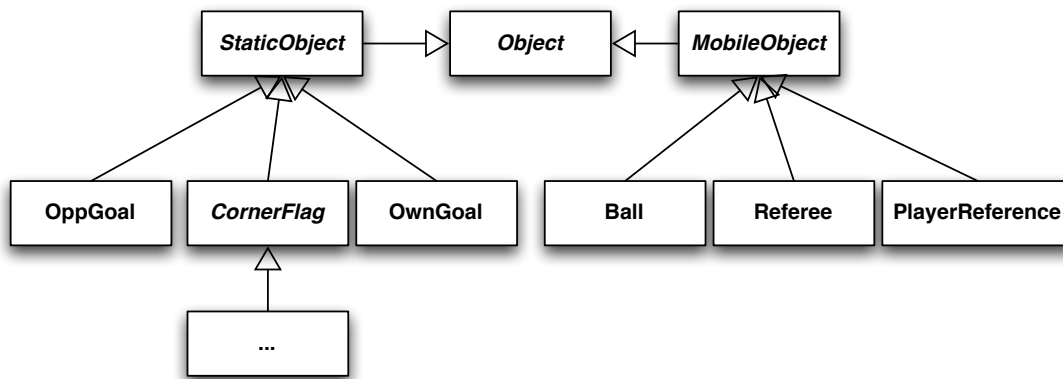 StaticObject
Object
MobileObject
OppGoal
CornerFlag
OwnGoal
Ball
Referee
PlayerReference
...